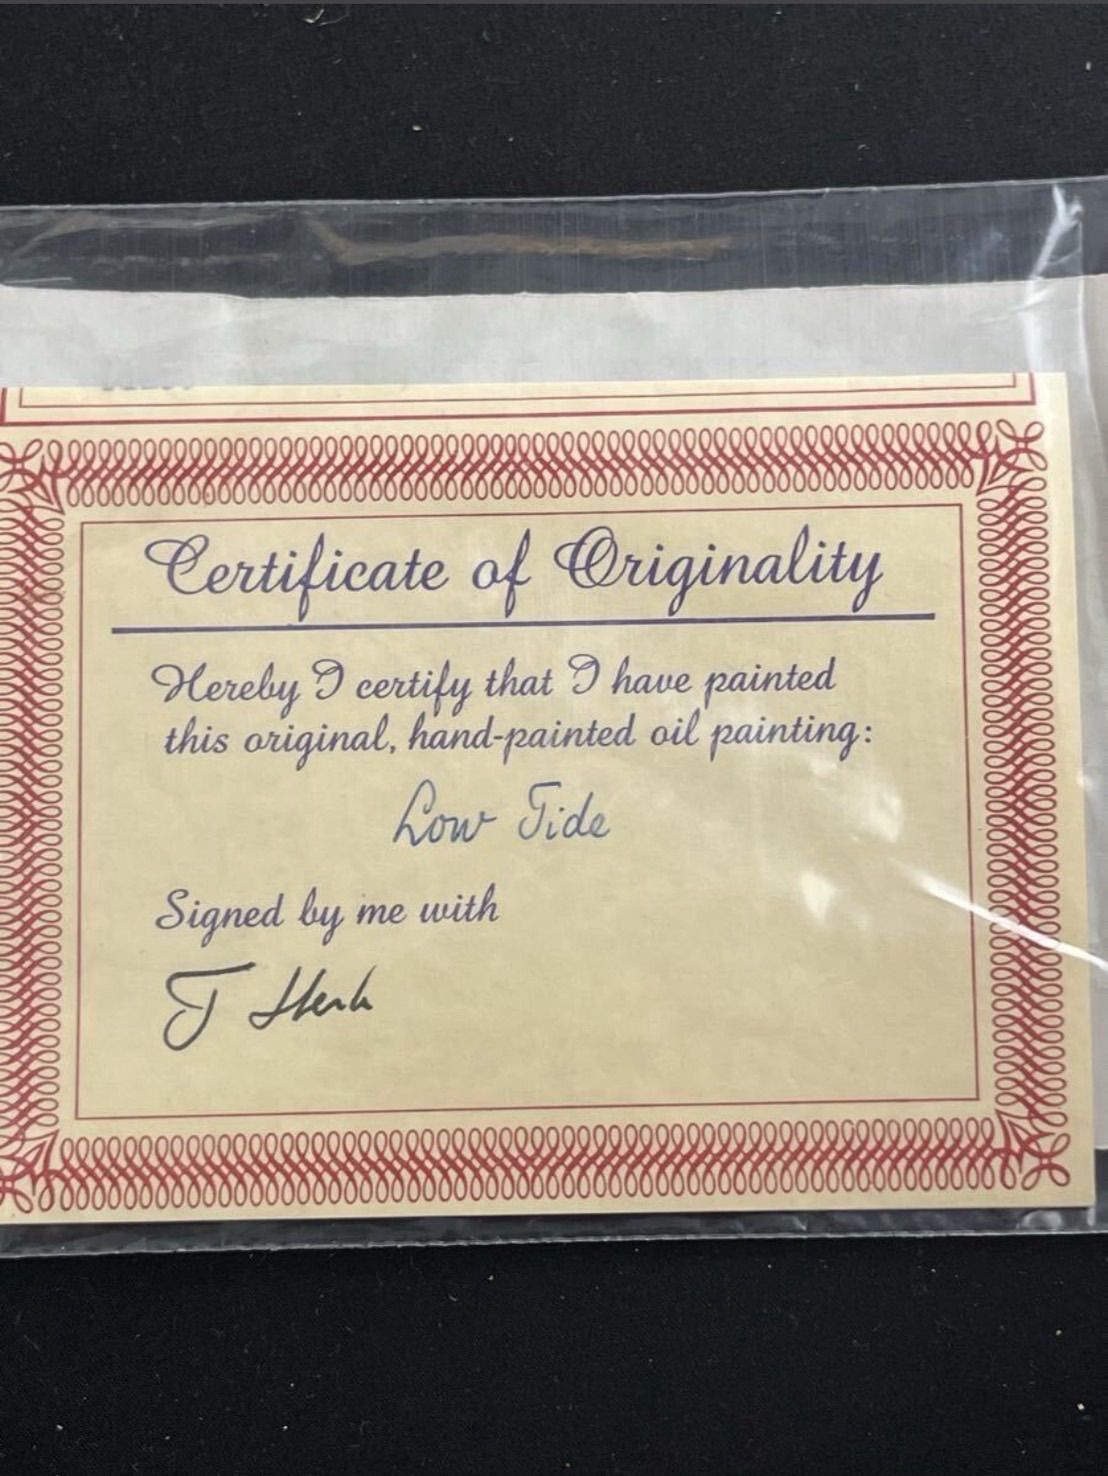 Certificate of Originality
Hereby I certify that I have painted
this original, hand-painted oil painting:
Low Tide
Signed by me with